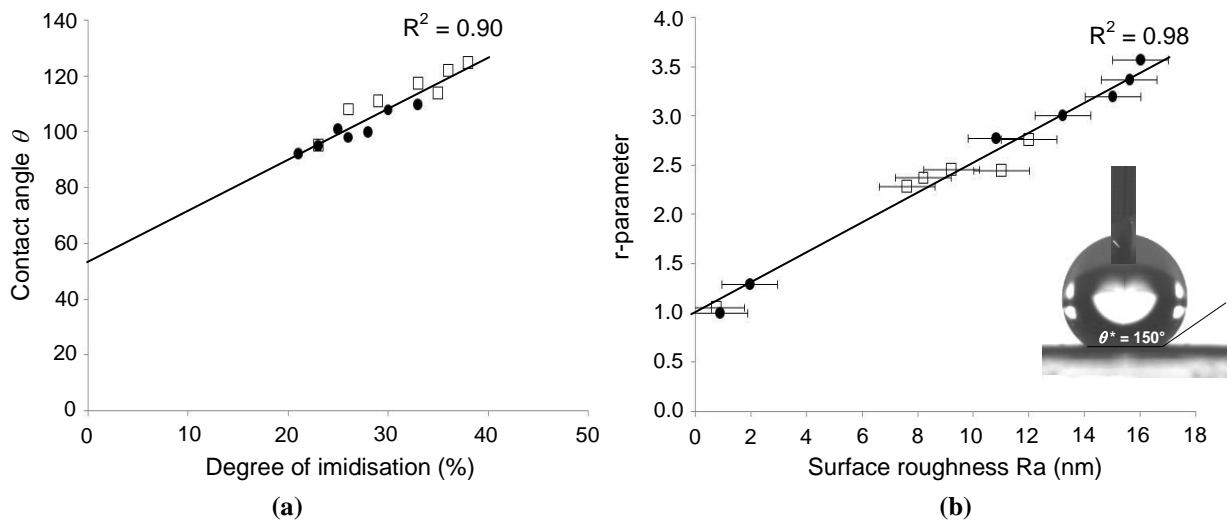 R² = 0.90
Contact angle θ
140
120
100
80
60
40
20
0
0 10 20 30 40 50
Degree of imidisation (%)
(a)
R² = 0.98
r-parameter
4.0
3.5
3.0
2.5
2.0
1.5
1.0
0.5
0.0
θ* = 150°
0 2 4 6 8 10 12 14 16 18
Surface roughness Ra (nm)
(b)